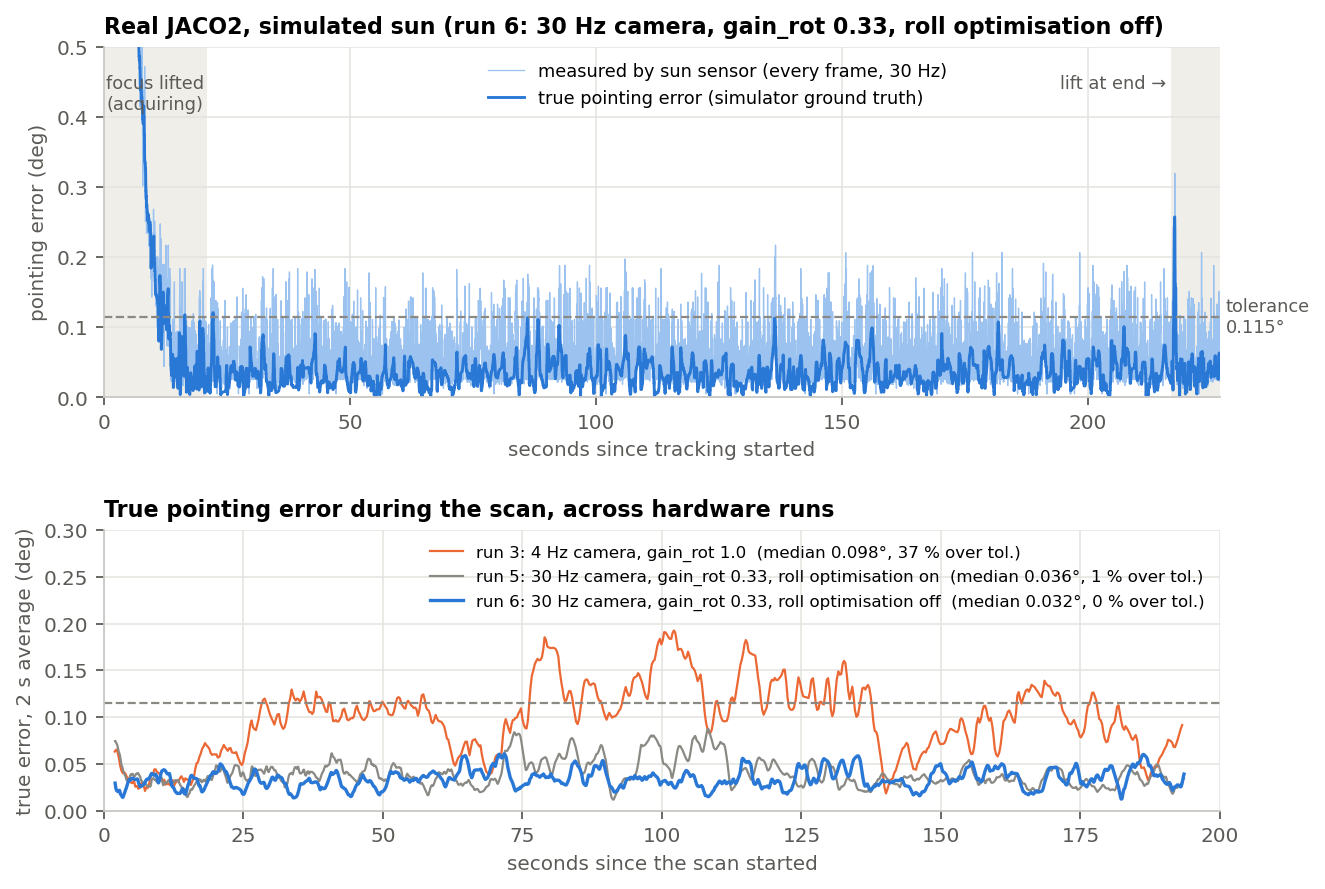 Real JACO2, simulated sun (run 6: 30 Hz camera, gain_rot 0.33, roll optimisation off)
pointing error (deg)
0.5
0.4
0.3
0.2
0.1
0.0
focus lifted
(acquiring)
measured by sun sensor (every frame, 30 Hz)
true pointing error (simulator ground truth)
lift at end →
tolerance
0.115°
0
50
100
150
200
seconds since tracking started
True pointing error during the scan, across hardware runs
true error, 2 s average (deg)
0.30
0.25
0.20
0.15
0.10
0.05
0.00
run 3: 4 Hz camera, gain_rot 1.0 (median 0.098°, 37 % over tol.)
run 5: 30 Hz camera, gain_rot 0.33, roll optimisation on (median 0.036°, 1 % over tol.)
run 6: 30 Hz camera, gain_rot 0.33, roll optimisation off (median 0.032°, 0 % over tol.)
0
25
50
75
100
125
150
175
200
seconds since the scan started